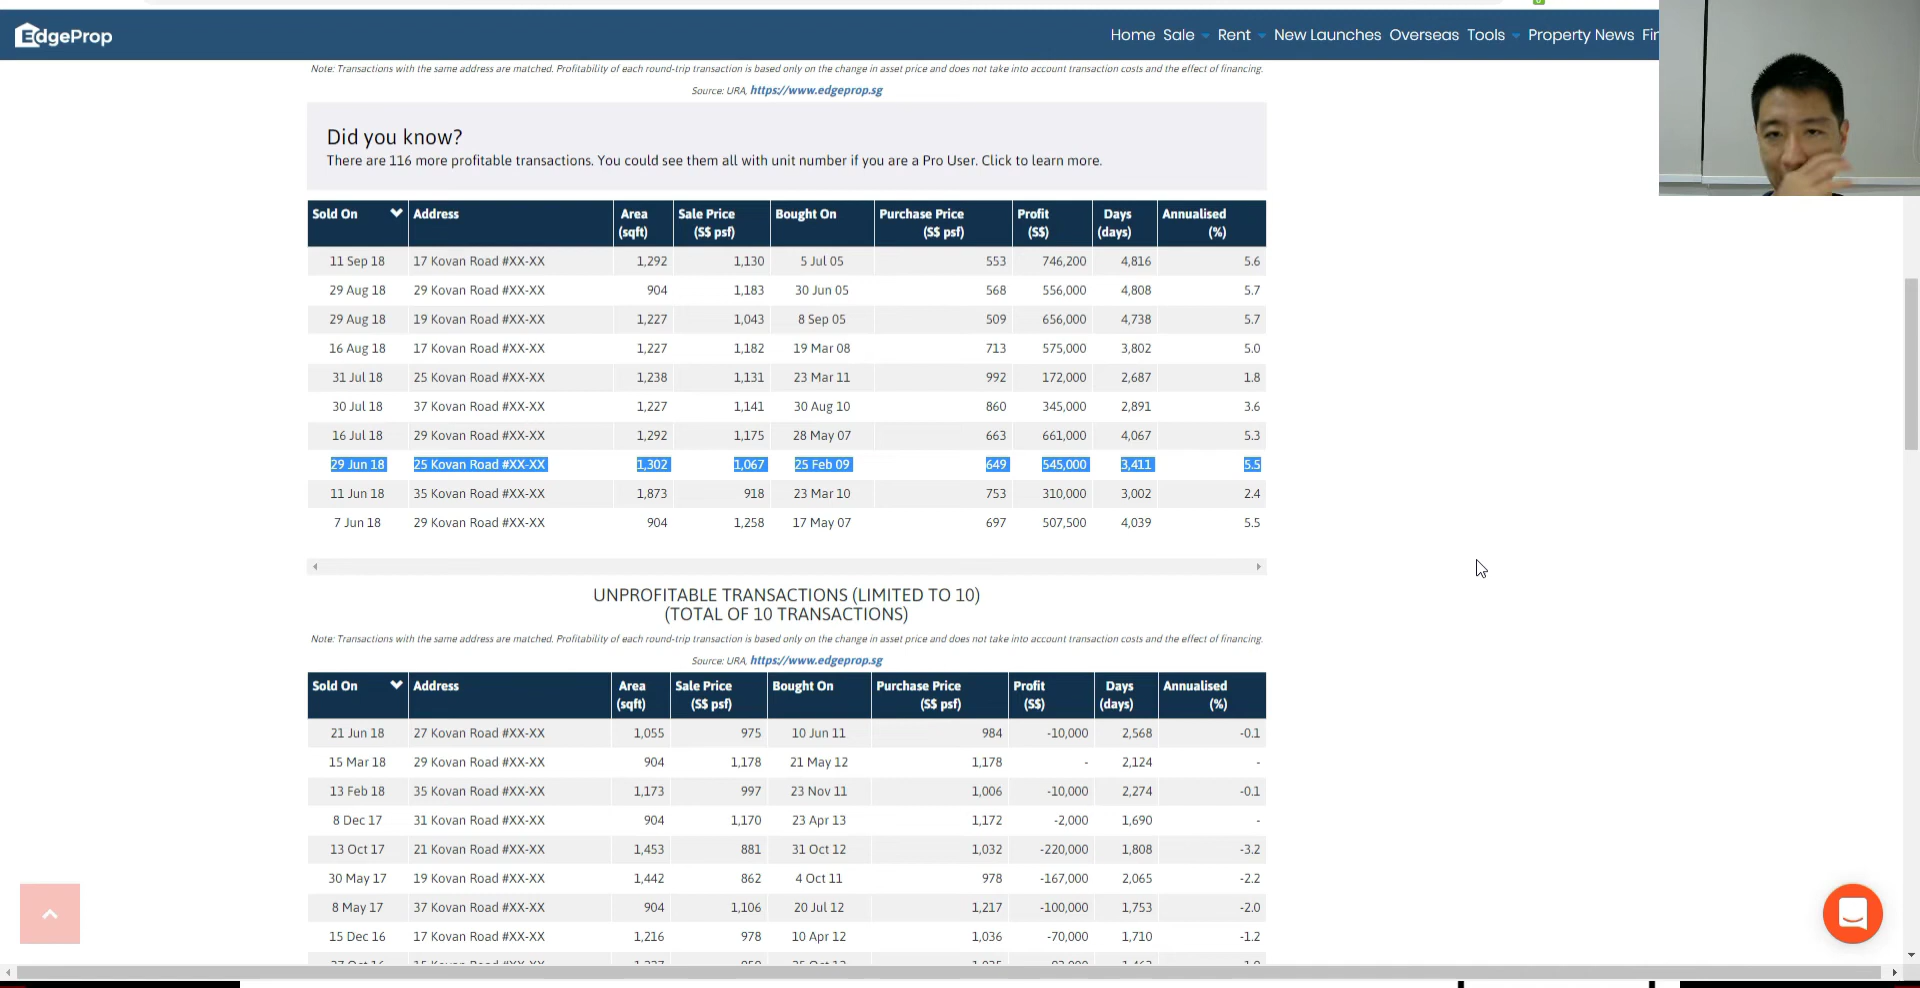 EdgeProp
Home Sale Rent New Launches Overseas Tools Property News Fin
Note: Transactions with the same address are matched. Profitability of each round-trip transaction is based only on the change in asset price and does not take into account transaction costs and the effect of financing.
Source: URA, https://www.edgeprop.sg
Did you know?
There are 116 more profitable transactions. You could see them all with unit number if you are a Pro User. Click to learn more.
Sold On Address Area (sqft) Sale Price (S$ psf) Bought On Purchase Price (S$ psf) Profit (S$) Days (days) Annualised (%)
11 Sep 18 17 Kovan Road #XX-XX 1,292 1,130 5 Jul 05 553 746,200 4,816 5.6
29 Aug 18 29 Kovan Road #XX-XX 904 1,183 30 Jun 05 568 556,000 4,808 5.7
29 Aug 18 19 Kovan Road #XX-XX 1,227 1,043 8 Sep 05 509 656,000 4,738 5.7
16 Aug 18 17 Kovan Road #XX-XX 1,227 1,182 19 Mar 08 713 575,000 3,802 5.0
31 Jul 18 25 Kovan Road #XX-XX 1,238 1,131 23 Mar 11 992 172,000 2,687 1.8
30 Jul 18 37 Kovan Road #XX-XX 1,227 1,141 30 Aug 10 860 345,000 2,891 3.6
16 Jul 18 29 Kovan Road #XX-XX 1,292 1,175 28 May 07 663 661,000 4,067 5.3
29 Jun 18 25 Kovan Road #XX-XX 1,302 1,067 25 Feb 09 649 545,000 3,411 5.5
11 Jun 18 35 Kovan Road #XX-XX 1,873 918 23 Mar 10 753 310,000 3,002 2.4
7 Jun 18 29 Kovan Road #XX-XX 904 1,258 17 May 07 697 507,500 4,039 5.5
UNPROFITABLE TRANSACTIONS (LIMITED TO 10)
(TOTAL OF 10 TRANSACTIONS)
Note: Transactions with the same address are matched. Profitability of each round-trip transaction is based only on the change in asset price and does not take into account transaction costs and the effect of financing.
Source: URA, https://www.edgeprop.sg
Sold On Address Area (sqft) Sale Price (S$ psf) Bought On Purchase Price (S$ psf) Profit (S$) Days (days) Annualised (%)
21 Jun 18 27 Kovan Road #XX-XX 1,055 975 10 Jun 11 984 -10,000 2,568 -0.1
15 Mar 18 29 Kovan Road #XX-XX 904 1,178 21 May 12 1,178 - 2,124 -
13 Feb 18 35 Kovan Road #XX-XX 1,173 997 23 Nov 11 1,006 -10,000 2,274 -0.1
8 Dec 17 31 Kovan Road #XX-XX 904 1,170 23 Apr 13 1,172 -2,000 1,690 -
13 Oct 17 21 Kovan Road #XX-XX 1,453 881 31 Oct 12 1,032 -220,000 1,808 -3.2
30 May 17 19 Kovan Road #XX-XX 1,442 862 4 Oct 11 978 -167,000 2,065 -2.2
8 May 17 37 Kovan Road #XX-XX 904 1,106 20 Jul 12 1,217 -100,000 1,753 -2.0
15 Dec 16 17 Kovan Road #XX-XX 1,216 978 10 Apr 12 1,036 -70,000 1,710 -1.2